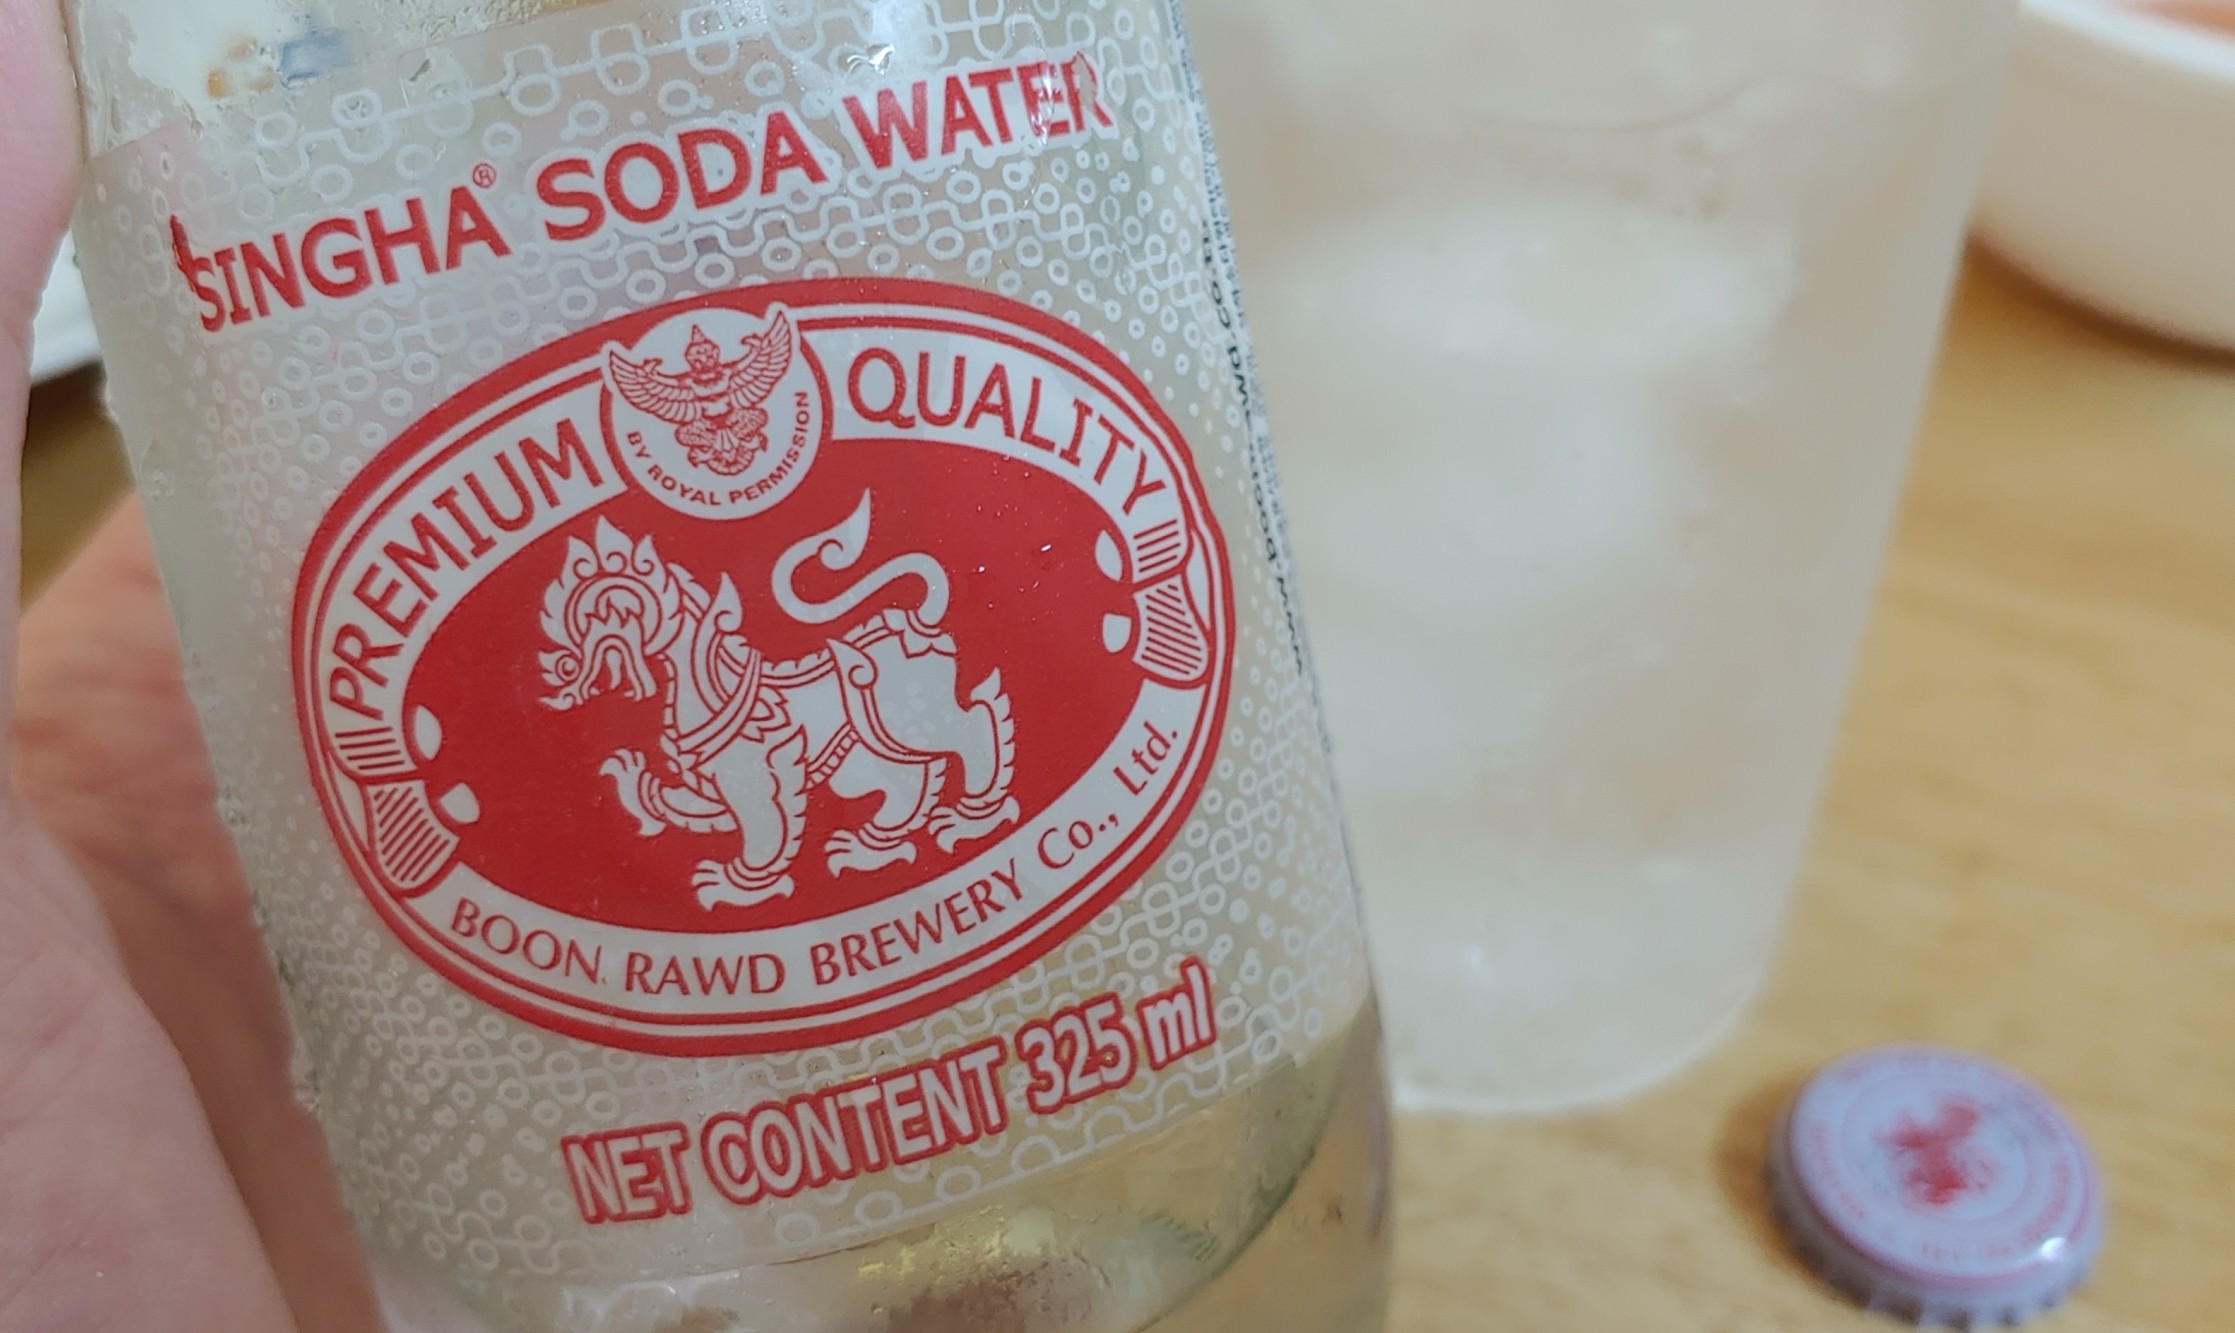 SINGHA® SODA WATER
PREMIUM QUALITY
BY ROYAL PERMISSION
BOON RAWD BREWERY Co., Ltd.
NET CONTENT 325 ml